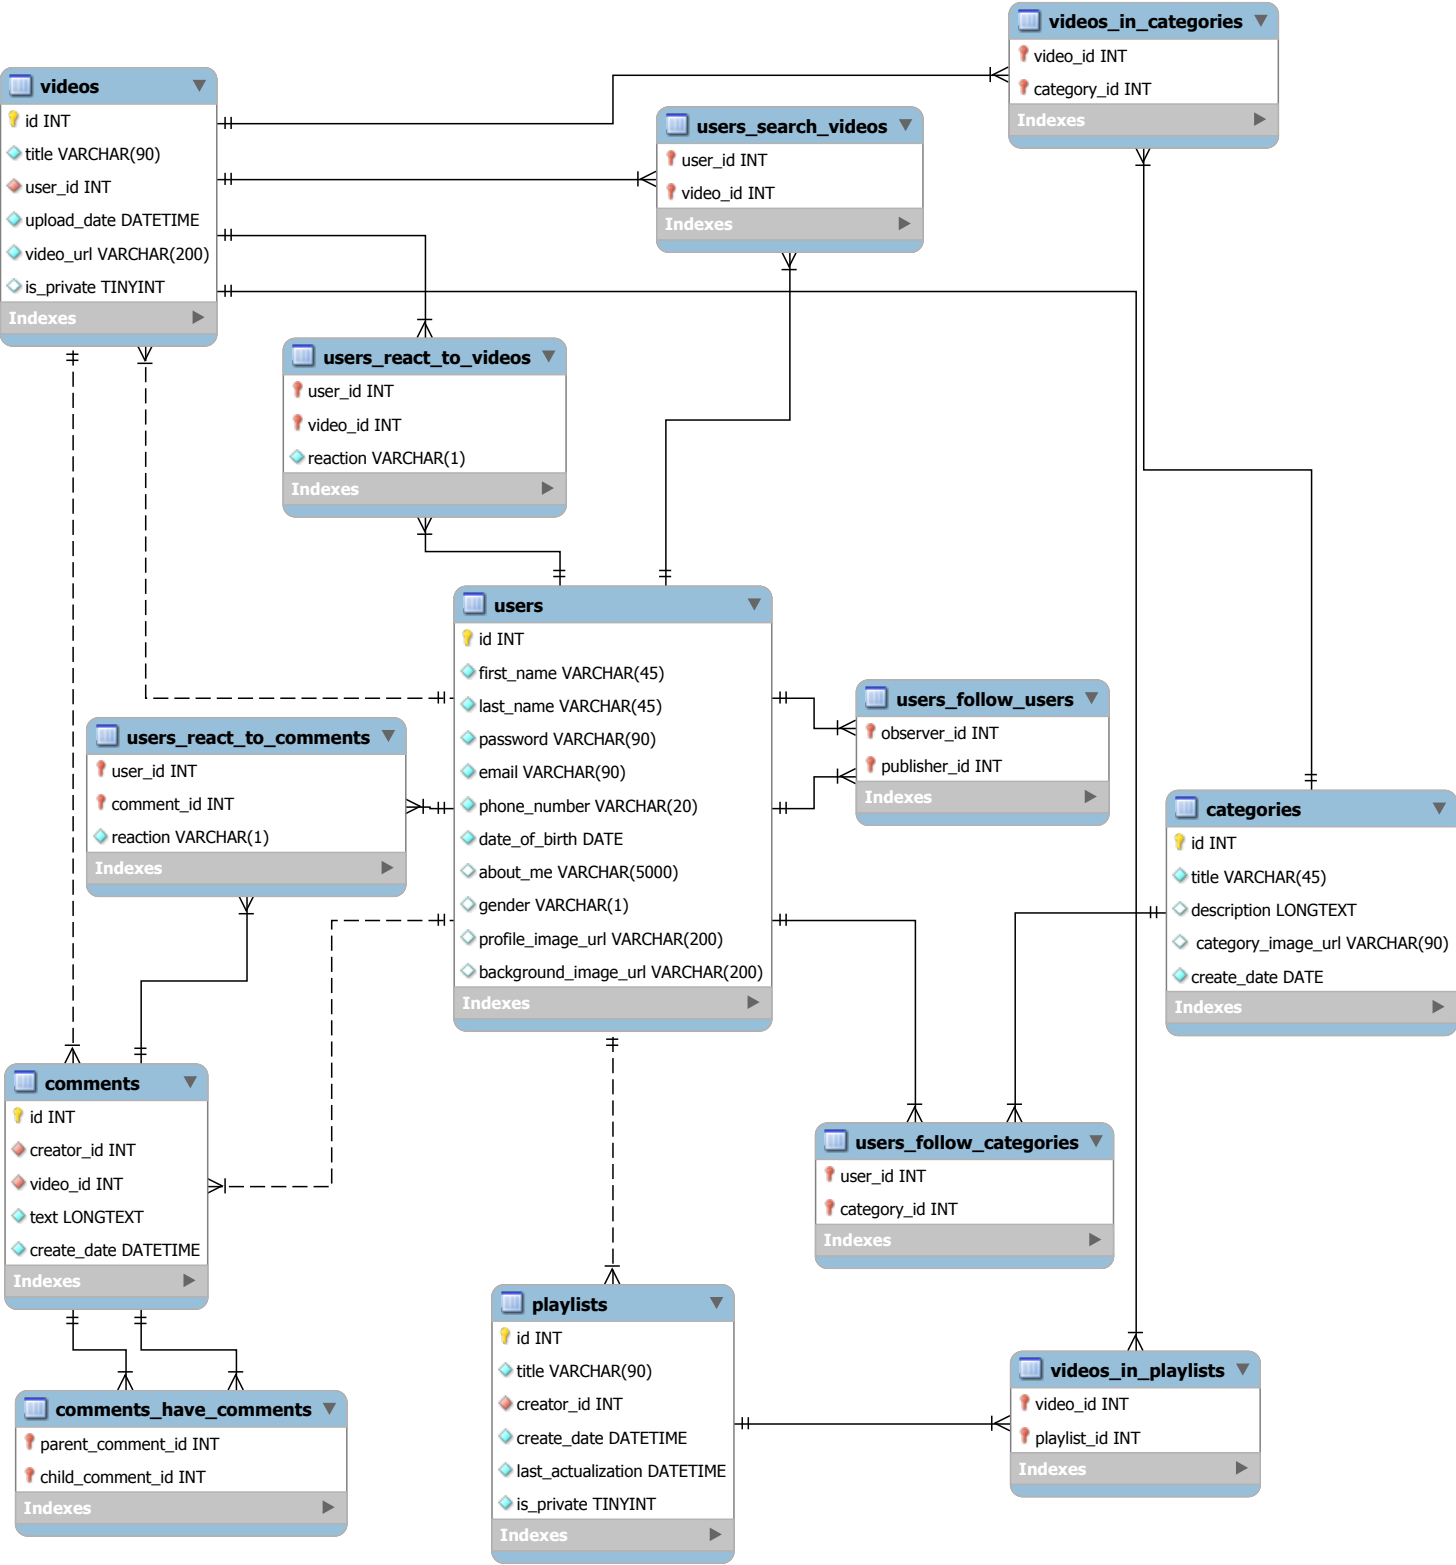 videos
id INT
title VARCHAR(90)
user_id INT
upload_date DATETIME
video_url VARCHAR(200)
is_private TINYINT
Indexes
videos_in_categories
video_id INT
category_id INT
Indexes
users_search_videos
user_id INT
video_id INT
Indexes
users_react_to_videos
user_id INT
video_id INT
reaction VARCHAR(1)
Indexes
users
id INT
first_name VARCHAR(45)
last_name VARCHAR(45)
password VARCHAR(90)
email VARCHAR(90)
phone_number VARCHAR(20)
date_of_birth DATE
about_me VARCHAR(5000)
gender VARCHAR(1)
profile_image_url VARCHAR(200)
background_image_url VARCHAR(200)
Indexes
users_follow_users
observer_id INT
publisher_id INT
Indexes
users_react_to_comments
user_id INT
comment_id INT
reaction VARCHAR(1)
Indexes
categories
id INT
title VARCHAR(45)
description LONGTEXT
category_image_url VARCHAR(90)
create_date DATE
Indexes
comments
id INT
creator_id INT
video_id INT
text LONGTEXT
create_date DATETIME
Indexes
users_follow_categories
user_id INT
category_id INT
Indexes
playlists
id INT
title VARCHAR(90)
creator_id INT
create_date DATETIME
last_actualization DATETIME
is_private TINYINT
Indexes
videos_in_playlists
video_id INT
playlist_id INT
Indexes
comments_have_comments
parent_comment_id INT
child_comment_id INT
Indexes